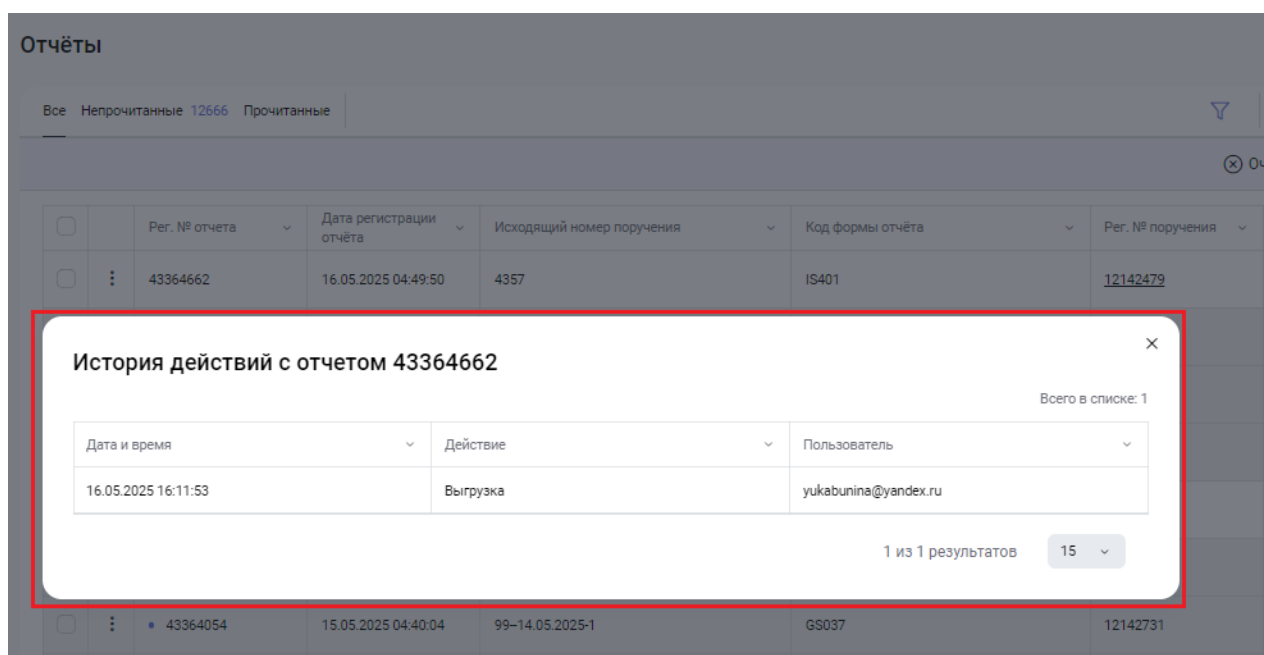 Отчёты
Все Непрочитанные 12666 Прочитанные
Рег. № отчета Дата регистрации отчёта Исходящий номер поручения Код формы отчёта Рег. № поручения
43364662 16.05.2025 04:49:50 4357 IS401 12142479
История действий с отчетом 43364662
Всего в списке: 1
Дата и время Действие Пользователь
16.05.2025 16:11:53 Выгрузка yukabunina@yandex.ru
1 из 1 результатов 15
43364054 15.05.2025 04:40:04 99–14.05.2025-1 GS037 12142731